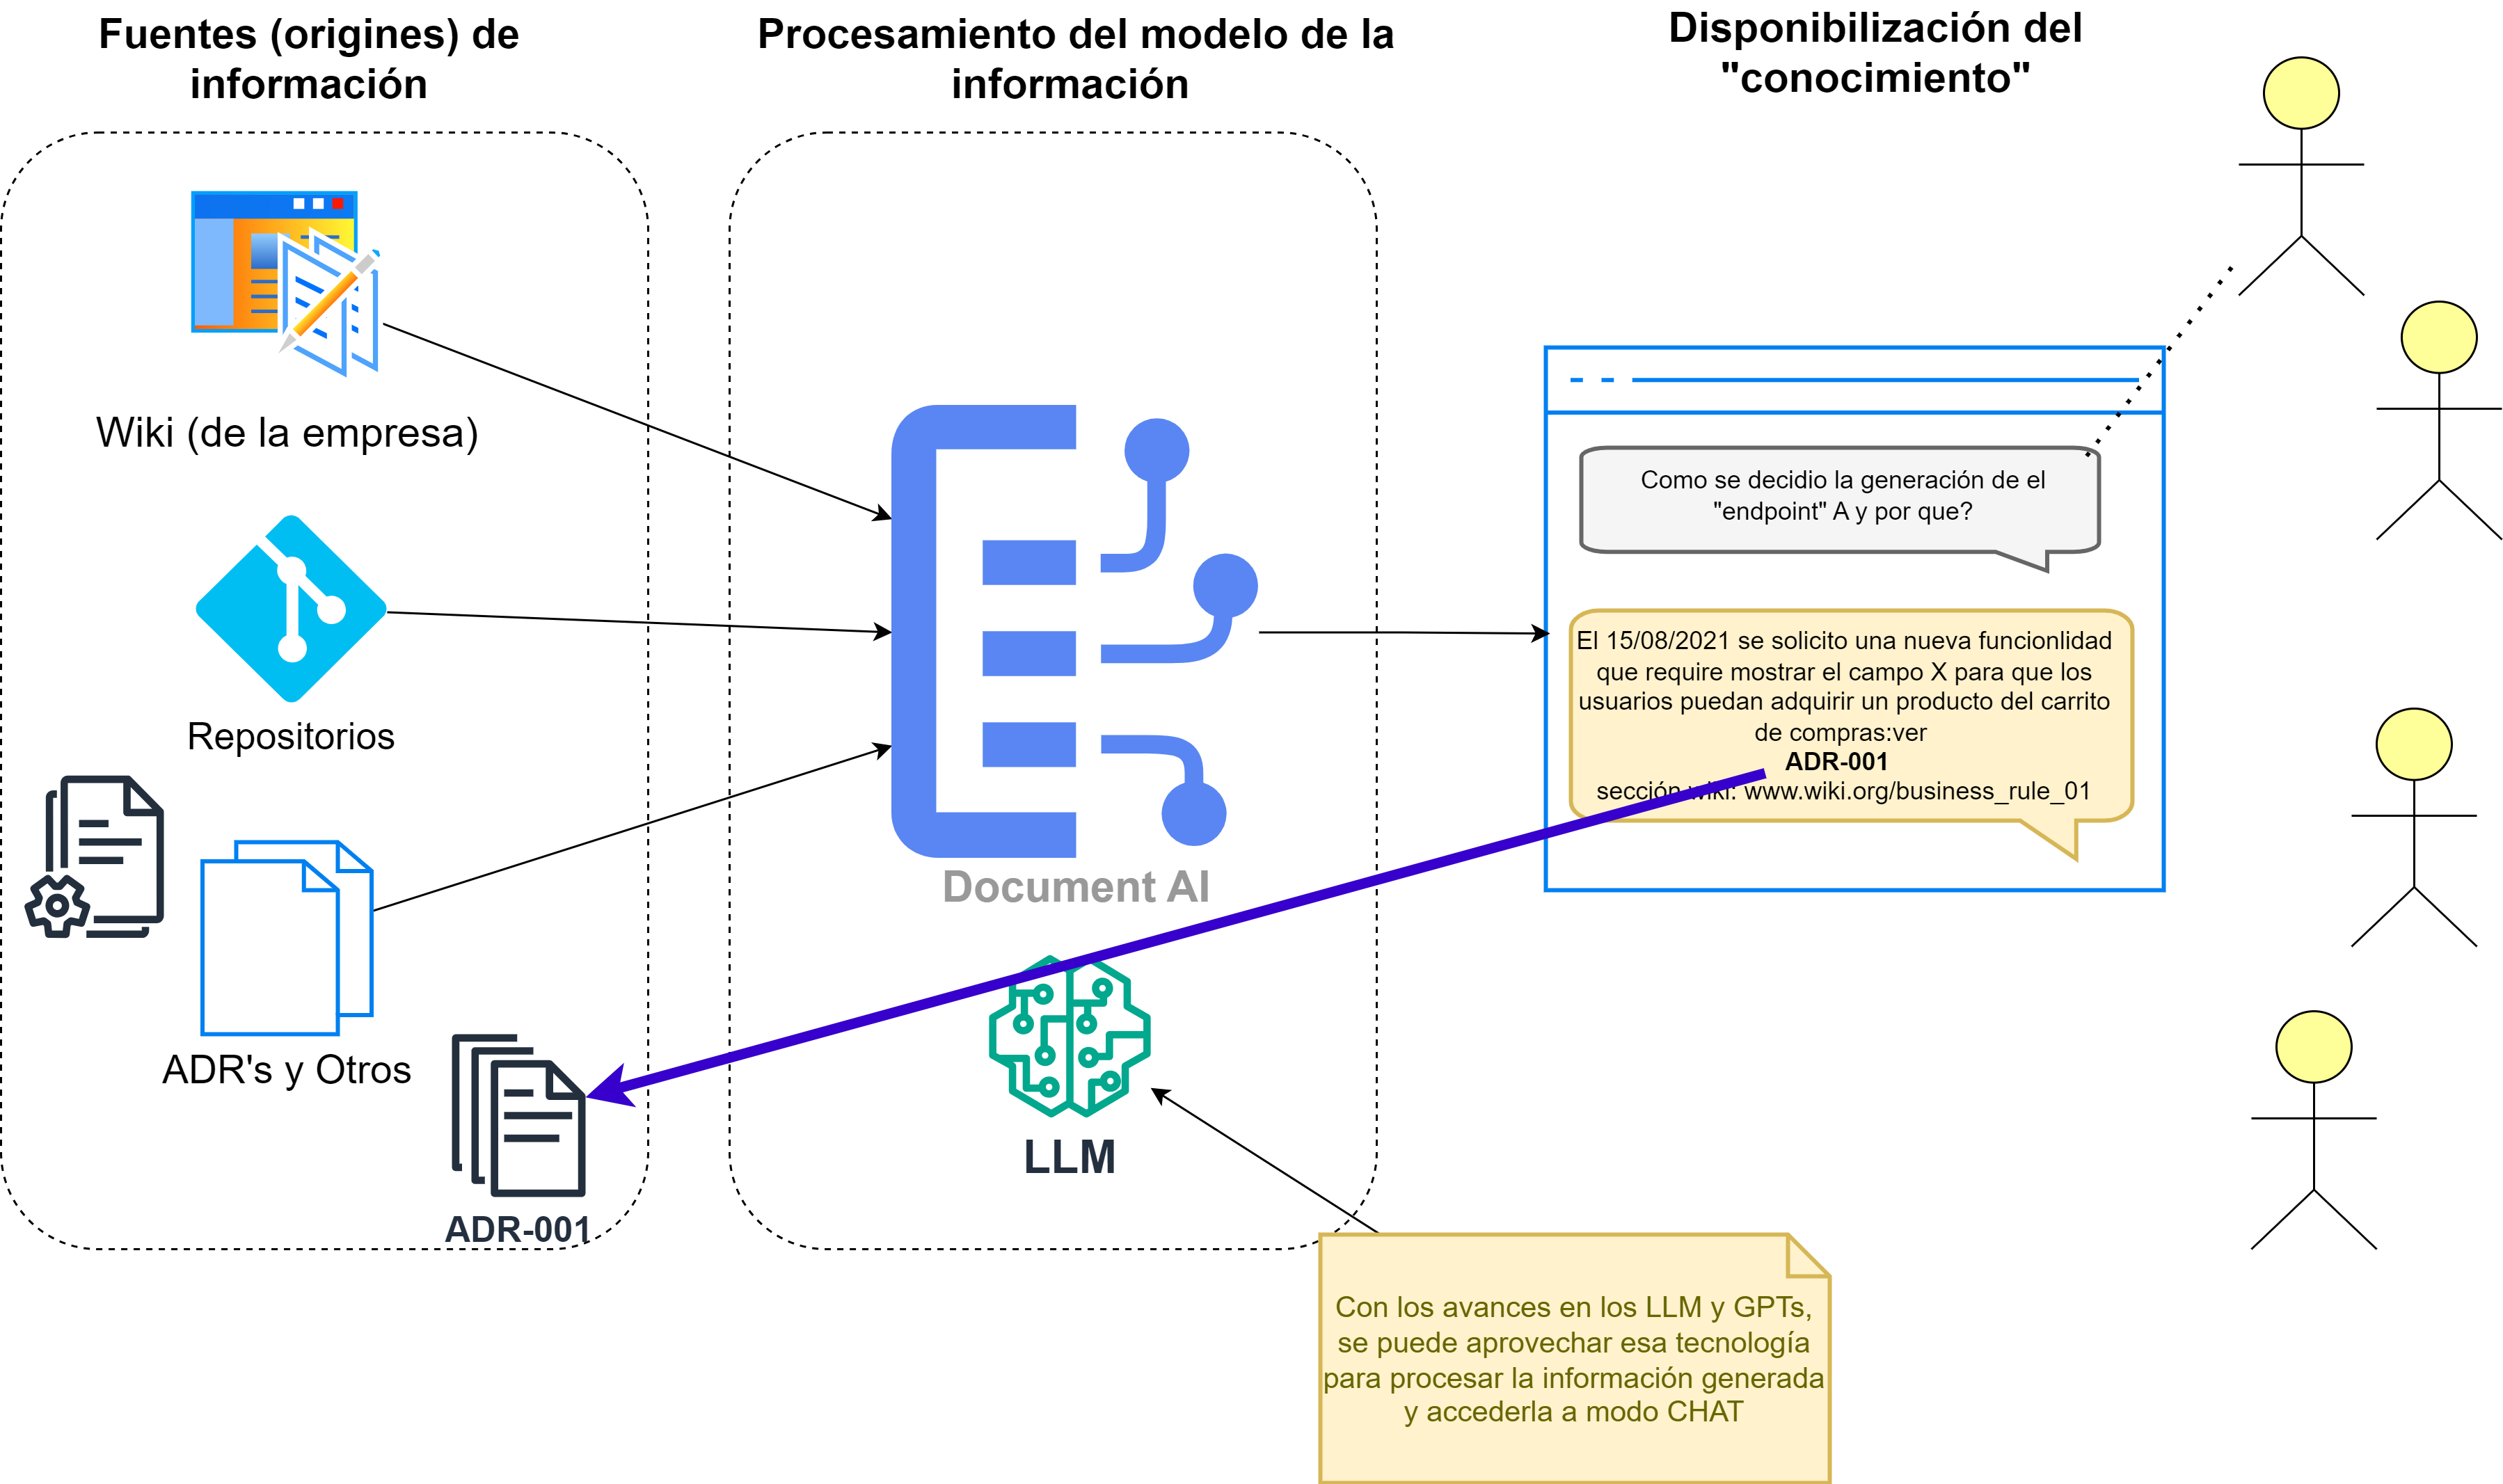 Fuentes (origines) de
información
Procesamiento del modelo de la
información
Disponibilización del
"conocimiento"
Wiki (de la empresa)
Repositorios
ADR's y Otros
ADR-001
Document AI
LLM
Como se decidio la generación de el
"endpoint" A y por que?
El 15/08/2021 se solicito una nueva funcionlidad
que require mostrar el campo X para que los
usuarios puedan adquirir un producto del carrito
de compras:ver
ADR-001
sección wiki: www.wiki.org/business_rule_01
Con los avances en los LLM y GPTs,
se puede aprovechar esa tecnología
para procesar la información generada
y accederla a modo CHAT